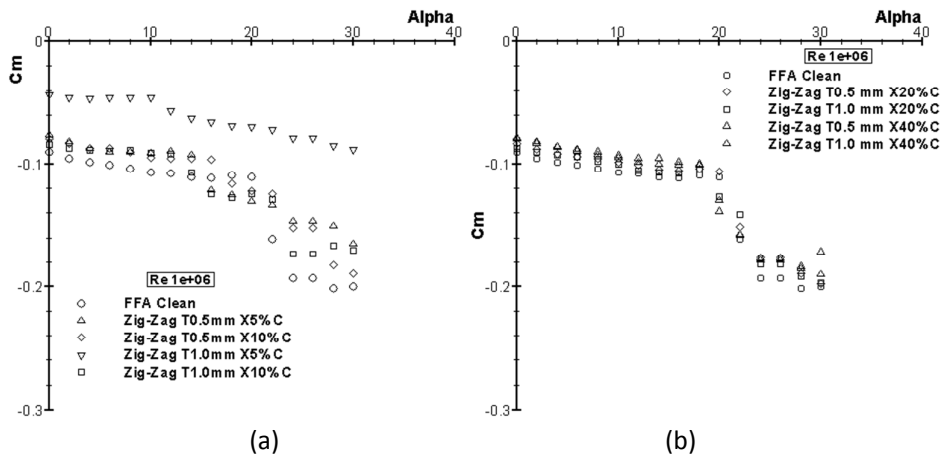 Alpha
0 10 20 30 40
0
-0.1
-0.2
-0.3
Cm
Re 1e+06
FFA Clean
Zig-Zag T0.5mm X5%C
Zig-Zag T0.5mm X10%C
Zig-Zag T1.0mm X5%C
Zig-Zag T1.0mm X10%C
(a)
Alpha
0 10 20 30 40
0
-0.1
-0.2
-0.3
Cm
Re 1e+06
FFA Clean
Zig-Zag T0.5 mm X20%C
Zig-Zag T1.0 mm X20%C
Zig-Zag T0.5 mm X40%C
Zig-Zag T1.0 mm X40%C
(b)